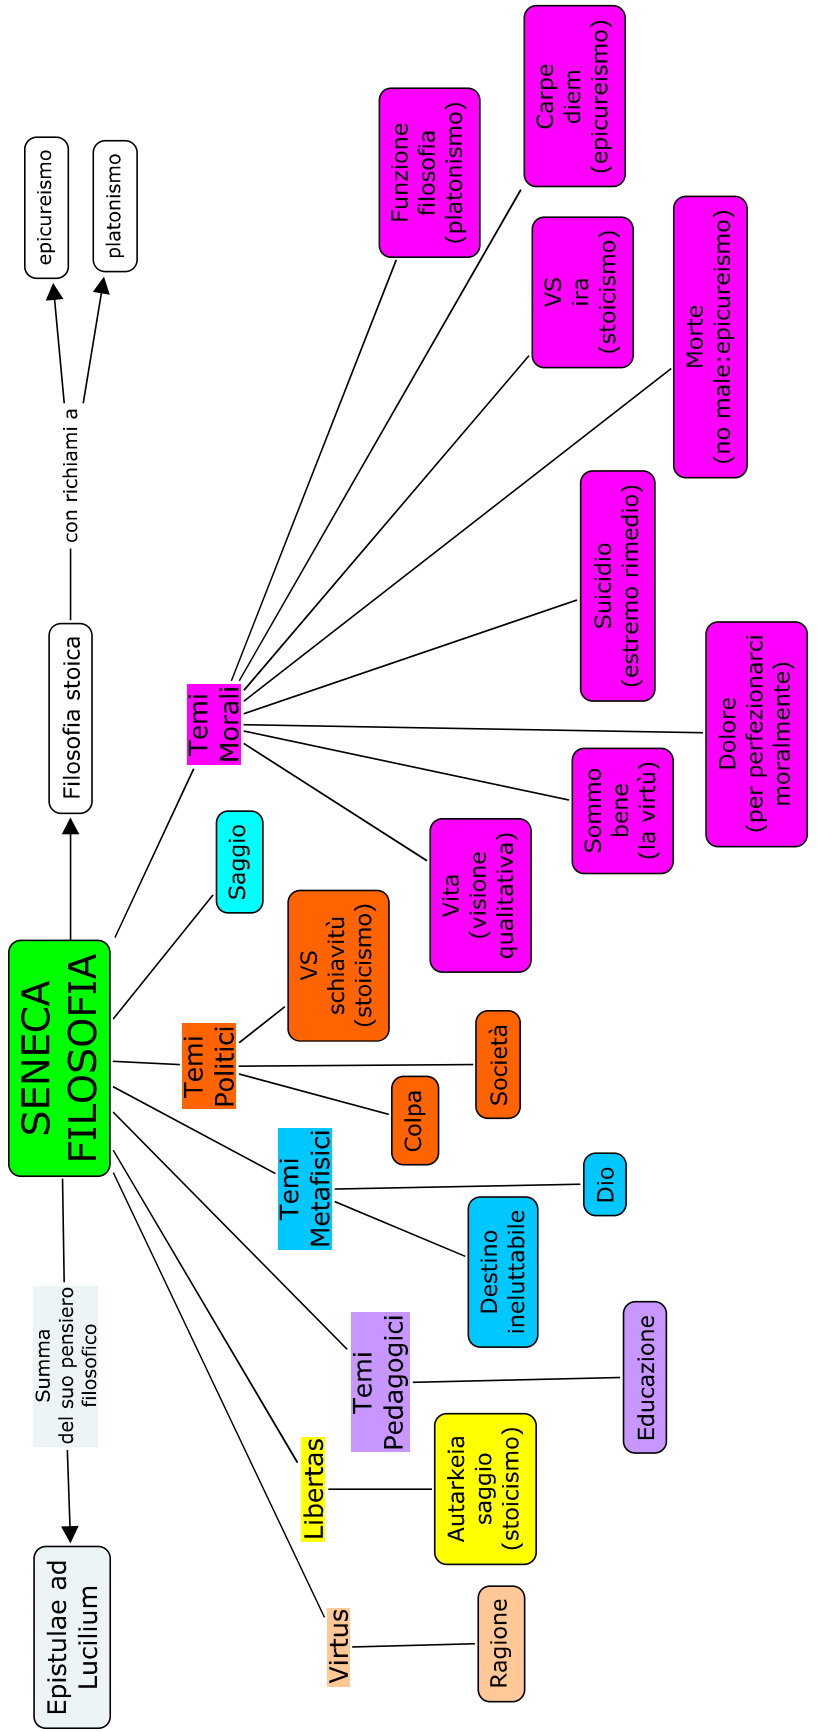 SENECA
FILOSOFIA
Summa
del suo pensiero
filosofico
Epistulae ad
Lucilium
Filosofia stoica
con richiami a
epicureismo
platonismo
Virtus
Ragione
Libertas
Autarkeia
saggio
(stoicismo)
Temi
Pedagogici
Educazione
Temi
Metafisici
Destino
ineluttabile
Dio
Temi
Politici
Colpa
Società
VS
schiavitù
(stoicismo)
Saggio
Temi
Morali
Vita
(visione
qualitativa)
Sommo
bene
(la virtù)
Dolore
(per perfezionarci
moralmente)
Suicidio
(estremo rimedio)
Morte
(no male:epicureismo)
VS
ira
(stoicismo)
Carpe
diem
(epicureismo)
Funzione
filosofia
(platonismo)